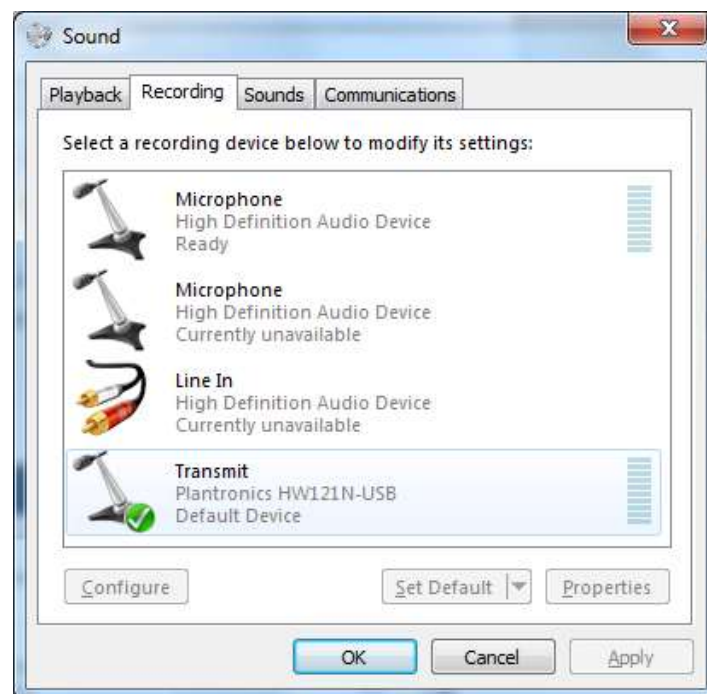 Sound
Playback Recording Sounds Communications
Select a recording device below to modify its settings:
Microphone
High Definition Audio Device
Ready
Microphone
High Definition Audio Device
Currently unavailable
Line In
High Definition Audio Device
Currently unavailable
Transmit
Plantronics HW121N-USB
Default Device
Configure Set Default Properties
OK Cancel Apply